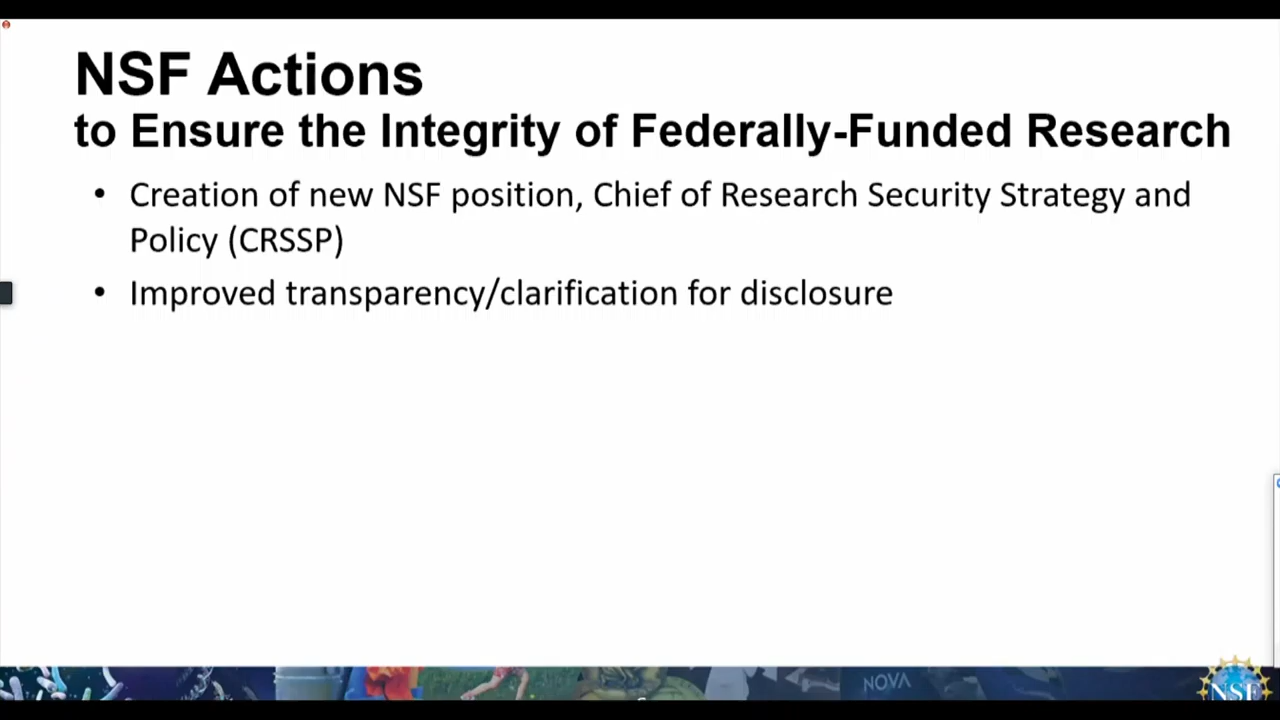 NSF Actions
to Ensure the Integrity of Federally-Funded Research
• Creation of new NSF position, Chief of Research Security Strategy and
Policy (CRSSP)
• Improved transparency/clarification for disclosure
NOVA
NSF